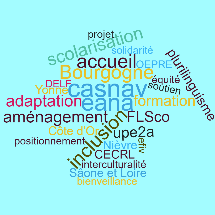 projet
scolarisation
solidarité
accueil
OEPRE
plurilinguisme
Bourgogne
équité
soutien
DELF
Yonne
casnav
eana
adaptation
formation
aménagement
FLSco
inclusion
Côte d'Or
upe2a
positionnement
Nièvre
CECRL
interculturalité
Saône et Loire
bienveillance